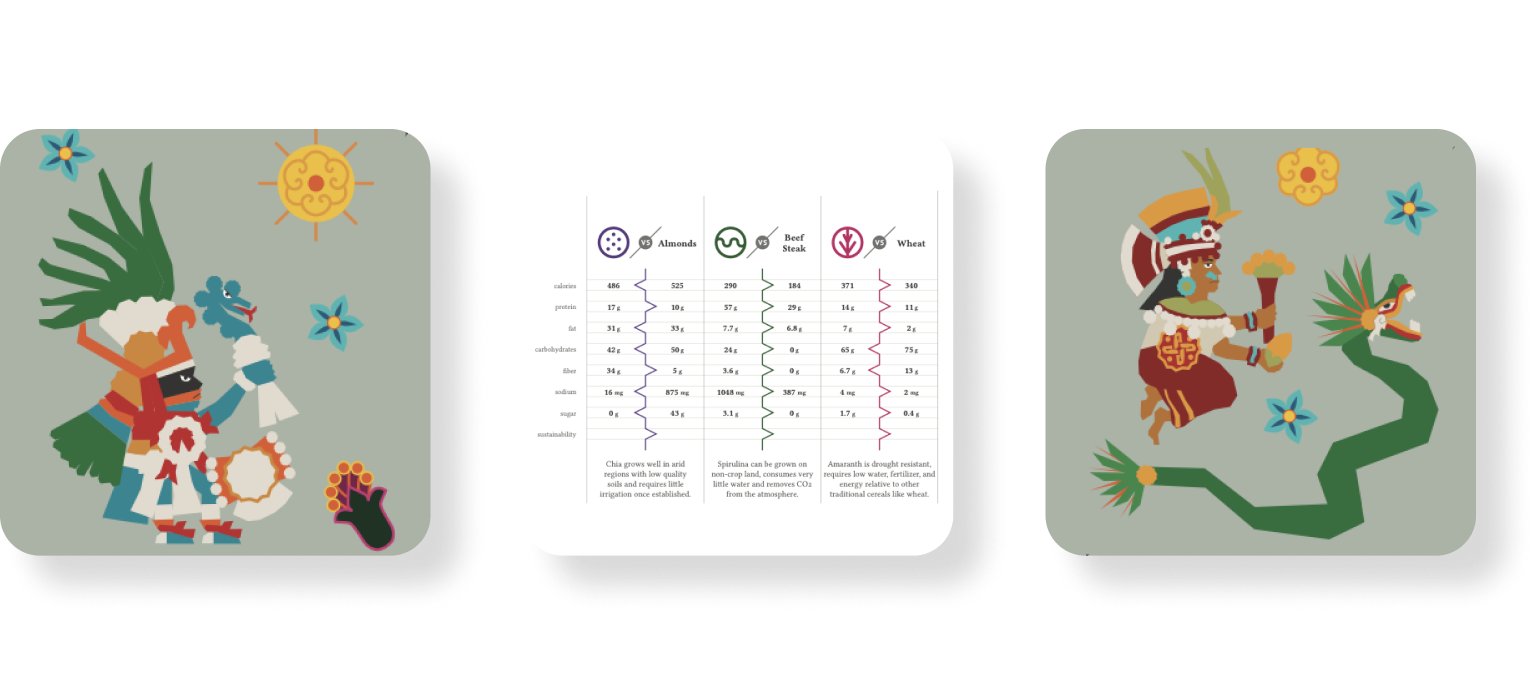 VS Almonds VS Beef Steak VS Wheat
calories 486 525 290 184 371 340
protein 17 g 10 g 57 g 29 g 14 g 11 g
fat 31 g 33 g 7.7 g 6.8 g 7 g 2 g
carbohydrates 42 g 50 g 24 g 0 g 65 g 75 g
fiber 34 g 5 g 3.6 g 0 g 6.7 g 13 g
sodium 16 mg 875 mg 1048 mg 387 mg 4 mg 2 mg
sugar 0 g 43 g 3.1 g 0 g 1.7 g 0.4 g
sustainability
Chia grows well in arid
regions with low quality
soils and requires little
irrigation once established.
Spirulina can be grown on
non-crop land, consumes very
little water and removes CO₂
from the atmosphere.
Amaranth is drought resistant,
requires low water, fertilizer, and
energy relative to other
traditional cereals like wheat.